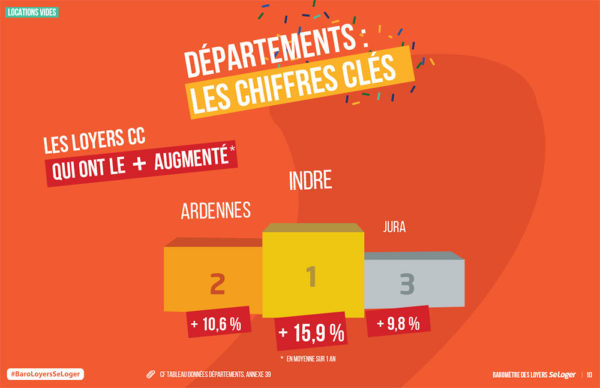 LOCATIONS VIDES
DÉPARTEMENTS :
LES CHIFFRES CLÉS
LES LOYERS CC
QUI ONT LE + AUGMENTÉ*
INDRE
ARDENNES
JURA
2
1
3
+ 10,6 %
+ 15,9 %
+ 9,8 %
* EN MOYENNE SUR 1 AN
#BaroLoyersSeLoger
CF TABLEAU DONNÉES DÉPARTEMENTS, ANNEXE 39
BAROMÈTRE DES LOYERS SeLoger | 10